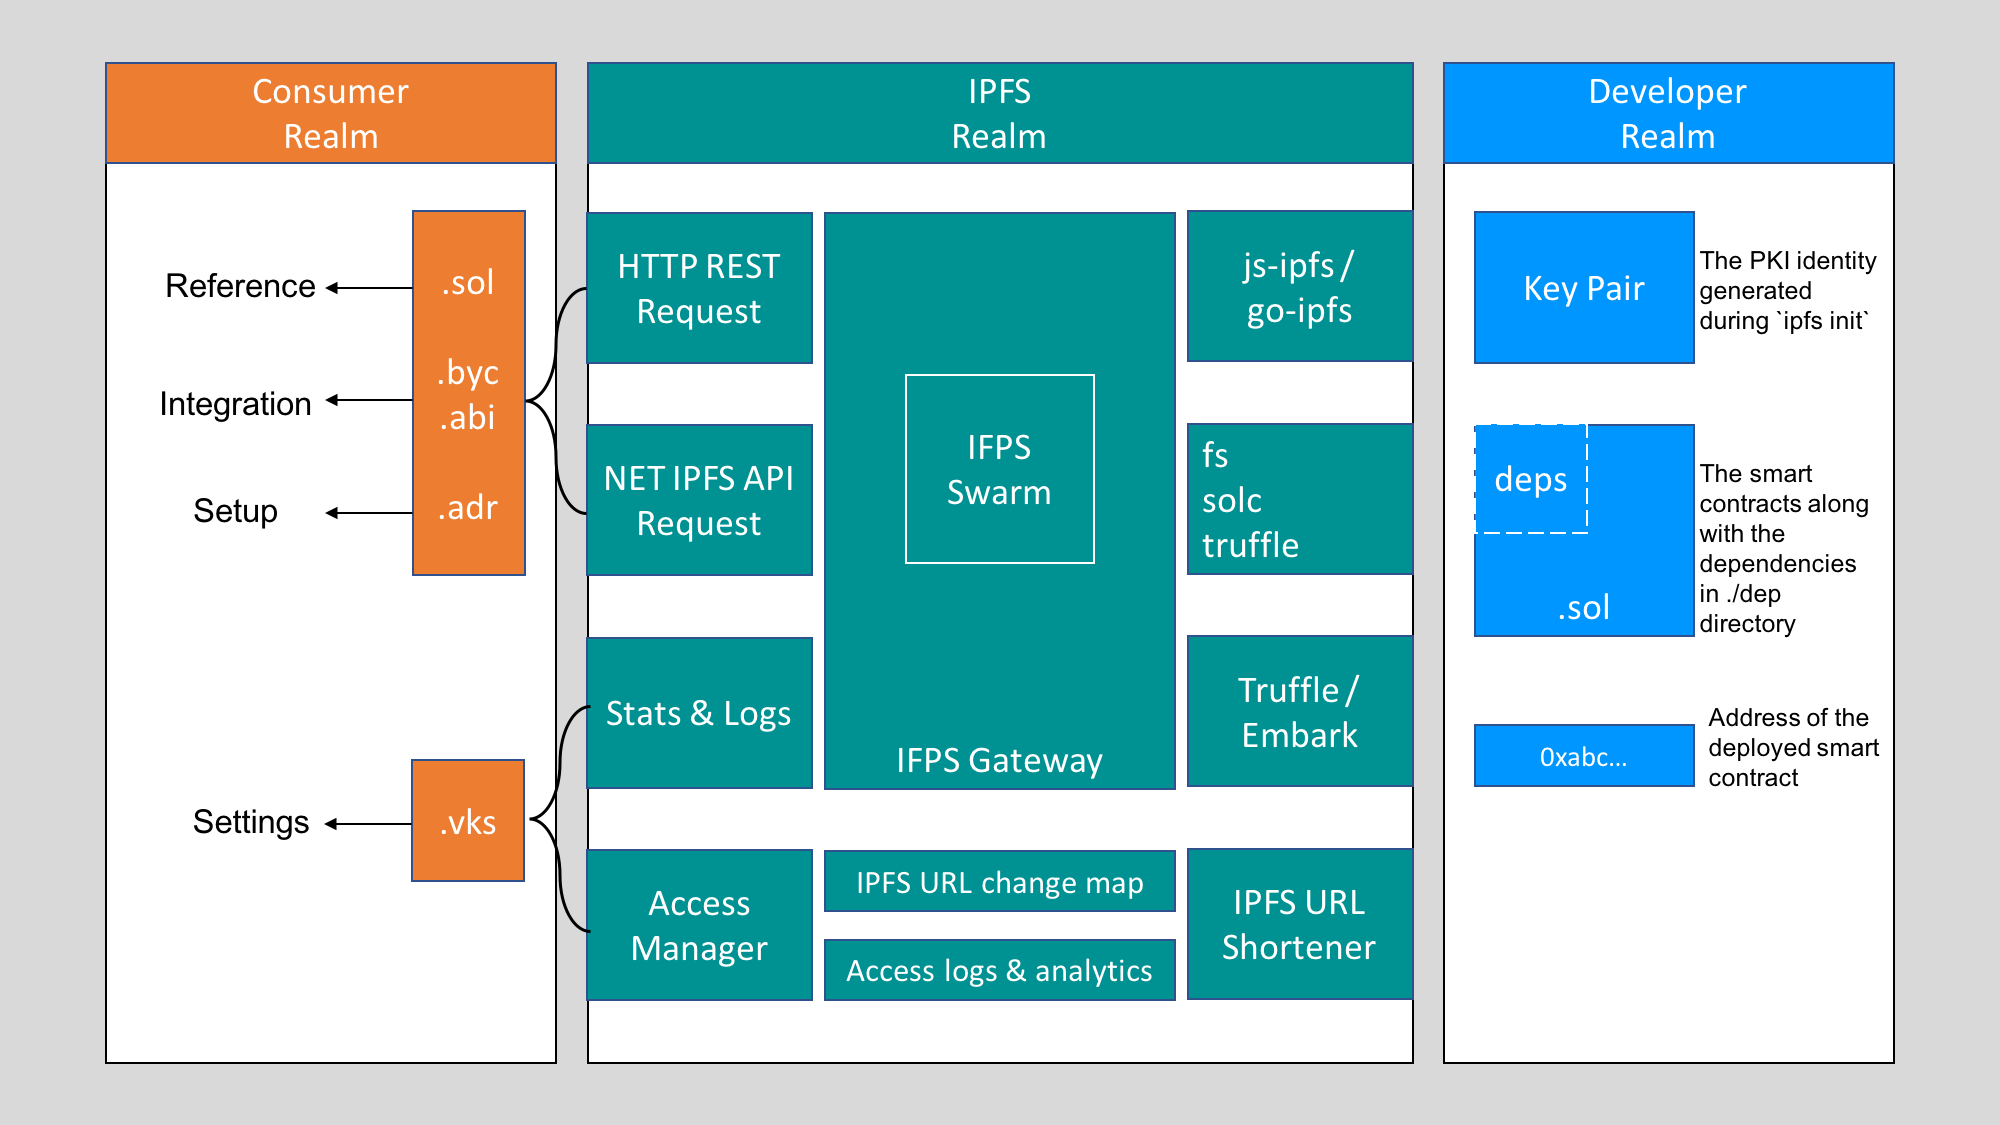 Consumer
Realm
Reference
Integration
Setup
Settings
.sol
.byc
.abi
.adr
.vks
IPFS
Realm
HTTP REST
Request
NET IPFS API
Request
Stats & Logs
Access
Manager
IFPS
Swarm
IFPS Gateway
IPFS URL change map
Access logs & analytics
js-ipfs /
go-ipfs
fs
solc
truffle
Truffle /
Embark
IPFS URL
Shortener
Developer
Realm
Key Pair
The PKI identity
generated
during `ipfs init`
deps
.sol
The smart
contracts along
with the
dependencies
in ./dep
directory
0xabc...
Address of the
deployed smart
contract